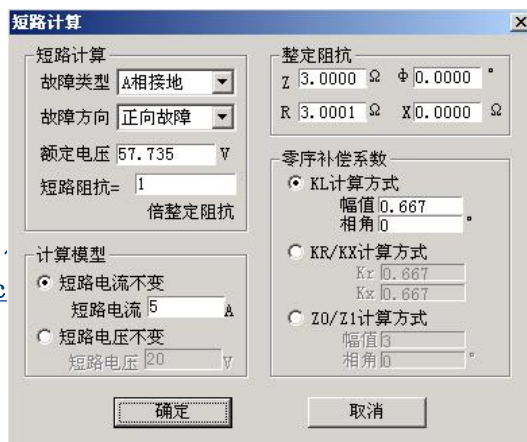 短路计算
短路计算
故障类型 A相接地
故障方向 正向故障
额定电压 57.735 V
短路阻抗= 1
倍整定阻抗
计算模型
短路电流不变
短路电流 5 A
短路电压不变
短路电压 20 V
整定阻抗
Z 3.0000 Ω Φ 0.0000 °
R 3.0001 Ω X 0.0000 Ω
零序补偿系数
KL计算方式
幅值 0.667
相角 0 °
KR/KX计算方式
Kr 0.667
Kx 0.667
Z0/Z1计算方式
幅值 3
相角 0 °
确定 取消